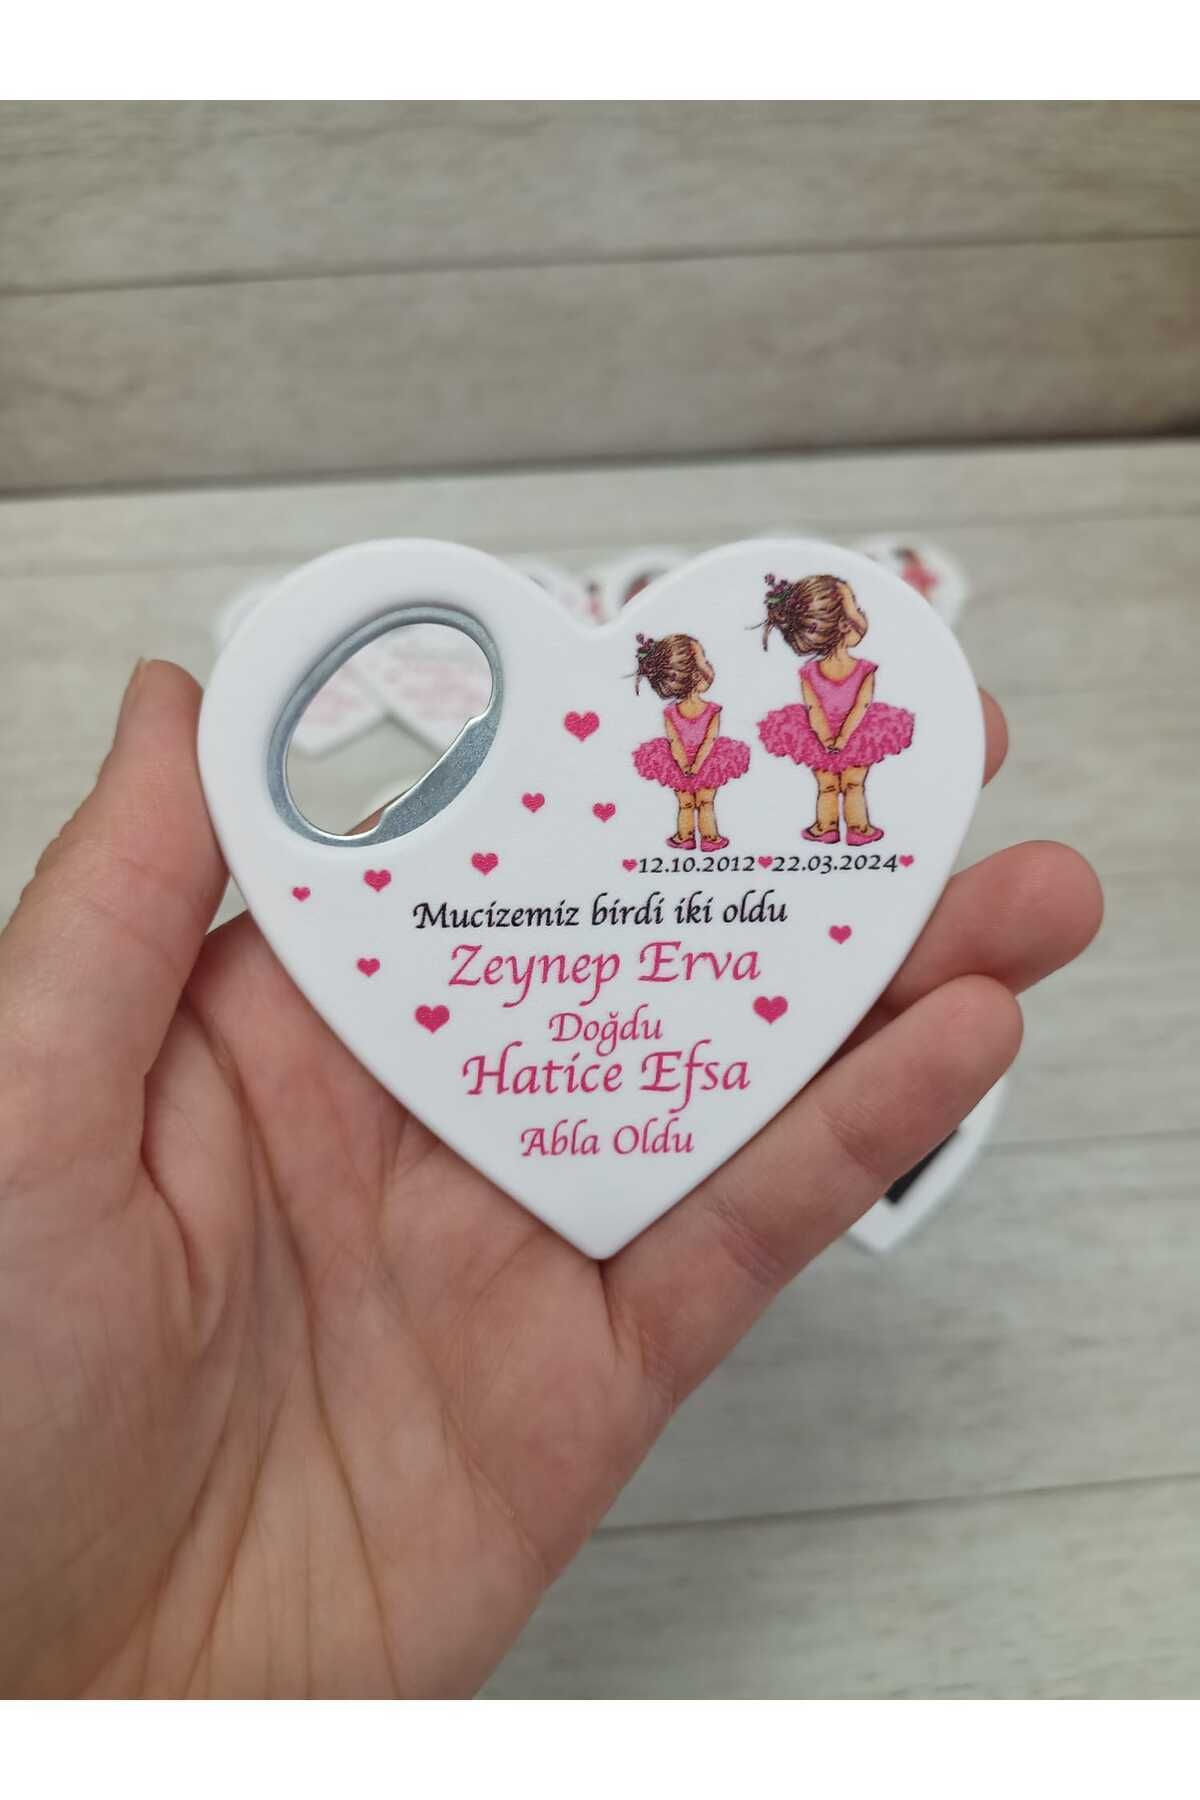 12.10.2012 22.03.2024
Mucizemiz birdi iki oldu
Zeynep Erva
Doğdu
Hatice Efsa
Abla Oldu